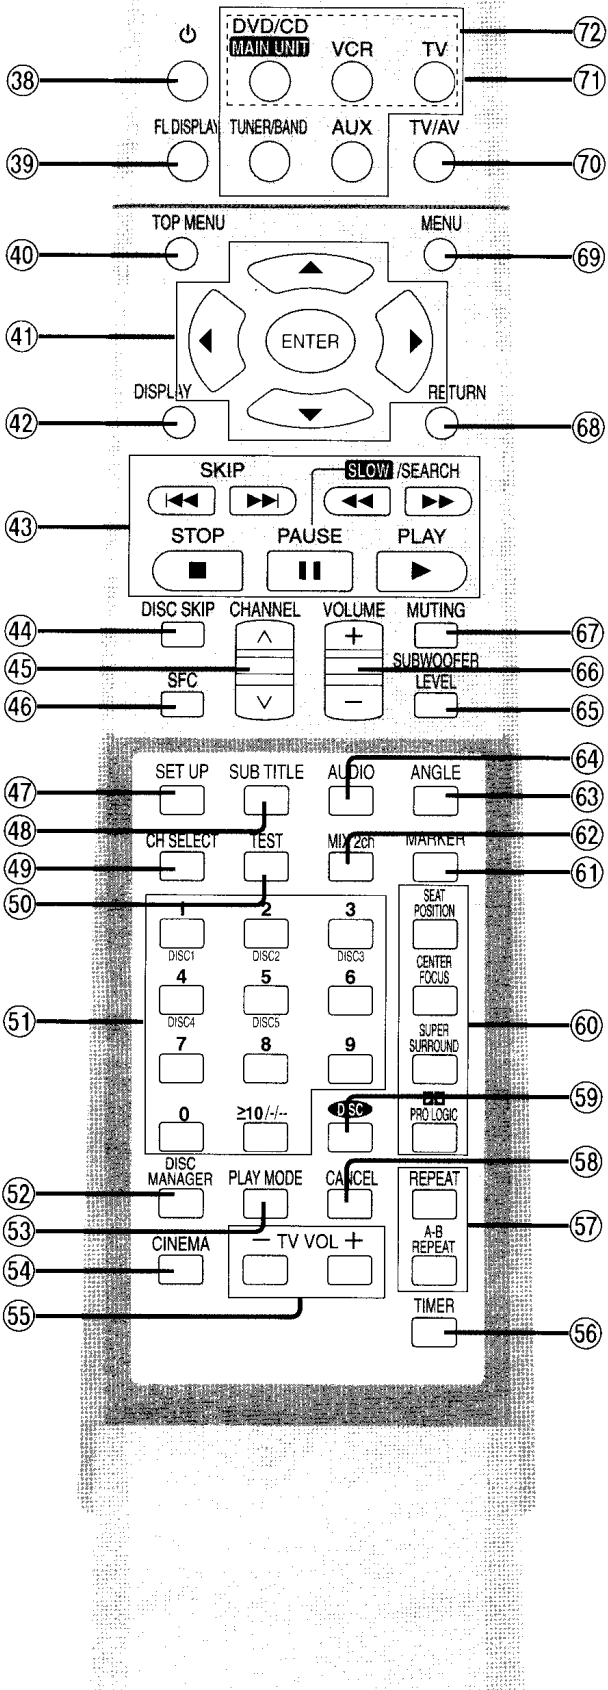 DVD/CD
72
MAIN UNIT VCR TV
38 71
FL DISPLAY TUNER/BAND AUX TV/AV
39 70
TOP MENU MENU
40 69
41 ENTER
DISPLAY RETURN
42 68
SKIP SLOW /SEARCH
43
STOP PAUSE PLAY
DISC SKIP CHANNEL VOLUME MUTING
44 + 67
45 SUBWOOFER 66
46 SFC LEVEL
− 65
64
SET UP SUB TITLE AUDIO ANGLE
47 63
48 62
CH SELECT TEST MIX 2ch MARKER
49 61
50 SEAT
POSITION
1 2 3
DISC1 DISC2 DISC3
CENTER
FOCUS
4 5 6
51 DISC4 DISC5 60
SUPER
SURROUND
7 8 9
59
0 ≥10/-/-- DISC PRO LOGIC
DISC
MANAGER PLAY MODE CANCEL REPEAT
52 58
53 57
A-B
REPEAT
CINEMA − TV VOL +
54
55 TIMER
56